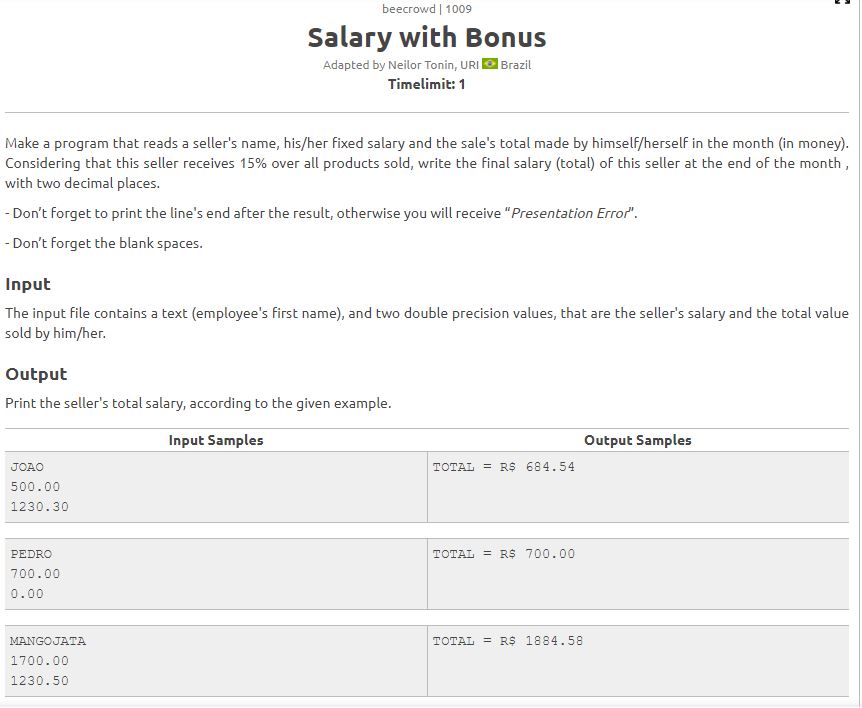 beecrowd | 1009
Salary with Bonus
Adapted by Neilor Tonin, URI Brazil
Timelimit: 1
Make a program that reads a seller's name, his/her fixed salary and the sale's total made by himself/herself in the month (in money).
Considering that this seller receives 15% over all products sold, write the final salary (total) of this seller at the end of the month ,
with two decimal places.
- Don’t forget to print the line's end after the result, otherwise you will receive “Presentation Error”.
- Don’t forget the blank spaces.
Input
The input file contains a text (employee's first name), and two double precision values, that are the seller's salary and the total value
sold by him/her.
Output
Print the seller's total salary, according to the given example.
Input Samples Output Samples
JOAO TOTAL = R$ 684.54
500.00
1230.30
PEDRO TOTAL = R$ 700.00
700.00
0.00
MANGOJATA TOTAL = R$ 1884.58
1700.00
1230.50